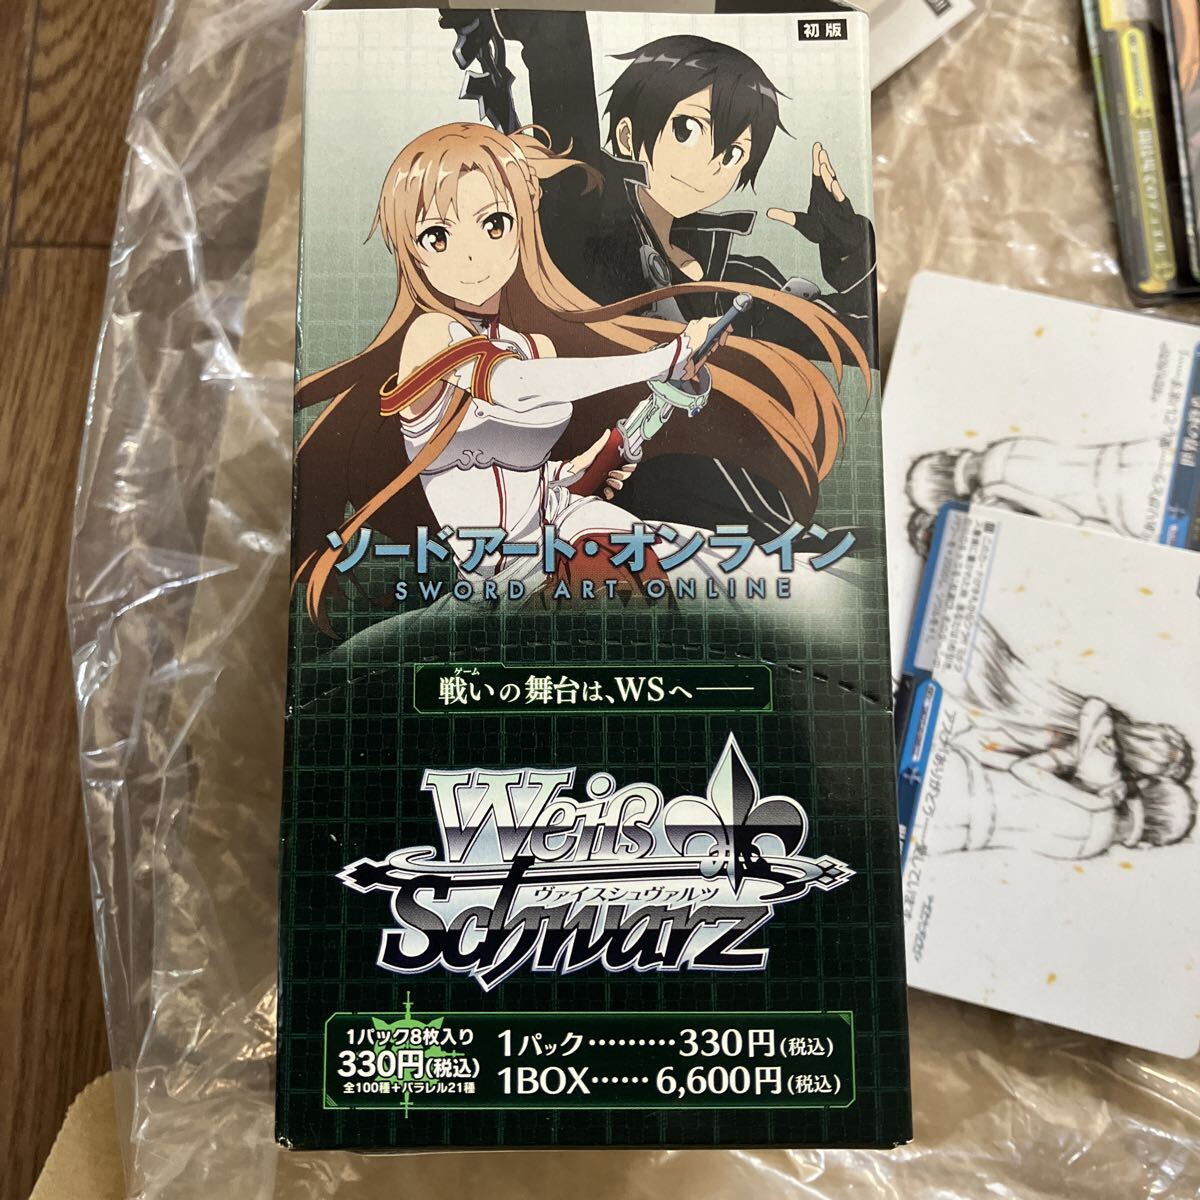 初版
ソードアート・オンライン
SWORD ART ONLINE
ゲーム
戦いの舞台は、WSへ──
Weiß
ヴァイスシュヴァルツ
Schwarz
1パック8枚入り
330円(税込)
全100種+パラレル21種
1パック………330円(税込)
1BOX……6,600円(税込)